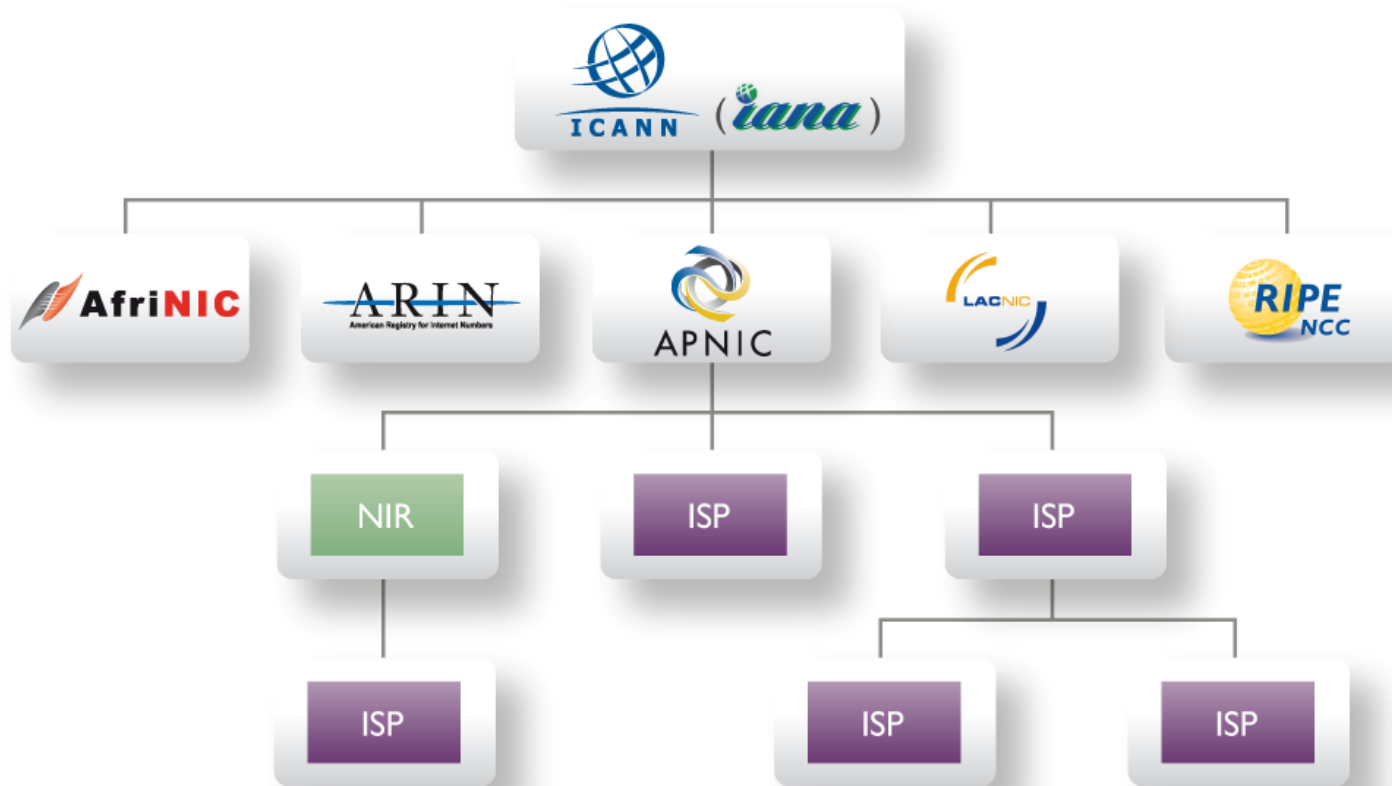 ICANN
(iana)
AfriNIC
ARIN
American Registry for Internet Numbers
APNIC
LACNIC
RIPE
NCC
NIR
ISP
ISP
ISP
ISP
ISP